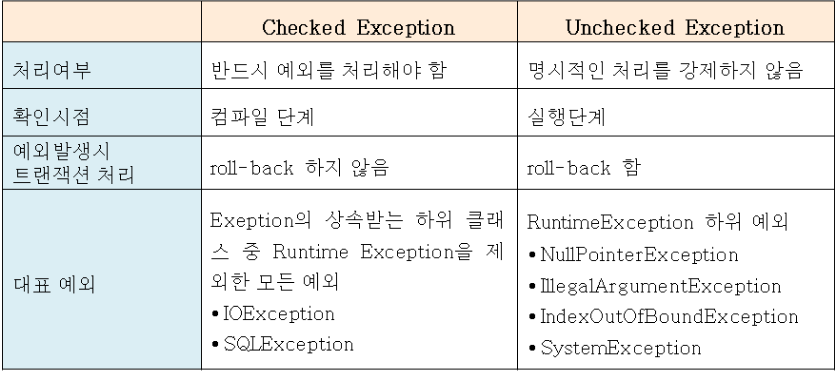 Checked Exception
Unchecked Exception
처리여부
반드시 예외를 처리해야 함
명시적인 처리를 강제하지 않음
확인시점
컴파일 단계
실행단계
예외발생시
트랜잭션 처리
roll-back 하지 않음
roll-back 함
대표 예외
Exeption의 상속받는 하위 클래
스 중 Runtime Exception을 제
외한 모든 예외
•IOException
•SQLException
RuntimeException 하위 예외
•NullPointerException
•IllegalArgumentException
•IndexOutOfBoundException
•SystemException